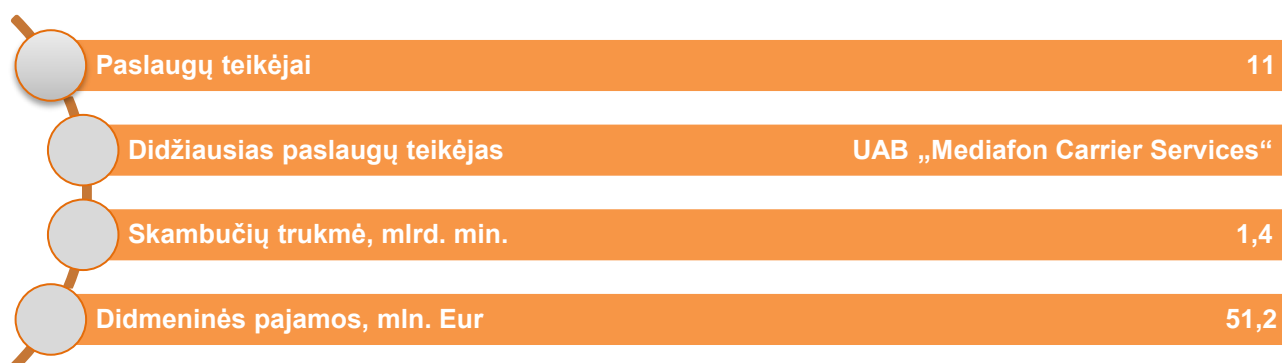 Paslaugų teikėjai 11
Didžiausias paslaugų teikėjas UAB „Mediafon Carrier Services“
Skambučių trukmė, mlrd. min. 1,4
Didmeninės pajamos, mln. Eur 51,2